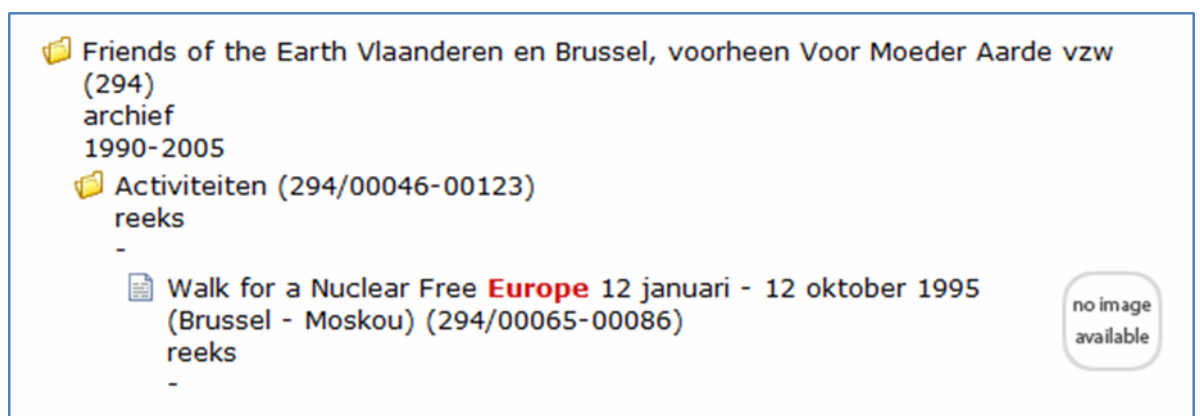 Friends of the Earth Vlaanderen en Brussel, voorheen Voor Moeder Aarde vzw
(294)
archief
1990-2005
Activiteiten (294/00046-00123)
reeks
-
Walk for a Nuclear Free Europe 12 januari - 12 oktober 1995
(Brussel - Moskou) (294/00065-00086)
reeks
-
no image
available